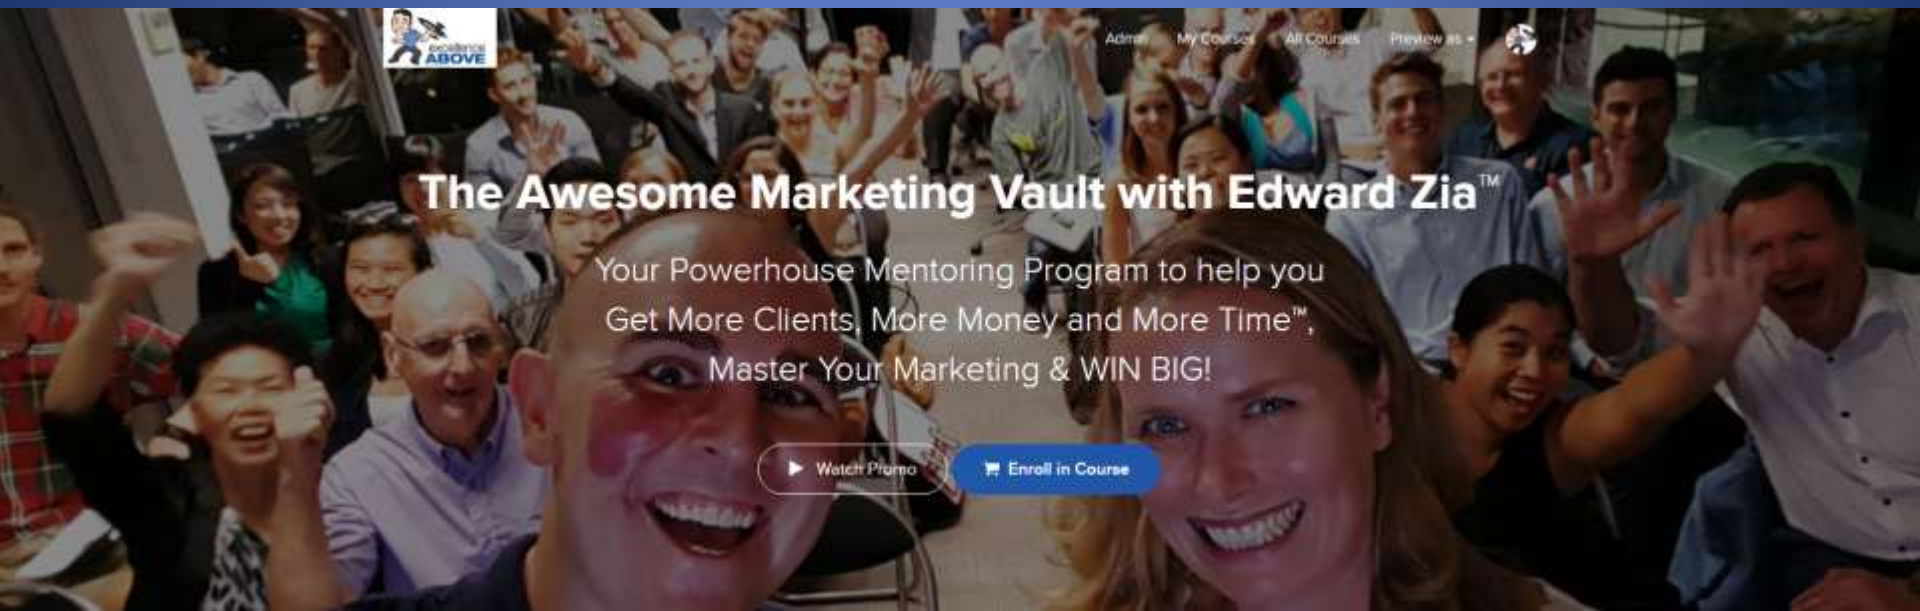 excellence
ABOVE
Admin My Courses All Courses Preview as
The Awesome Marketing Vault with Edward Zia™
Your Powerhouse Mentoring Program to help you
Get More Clients, More Money and More Time™,
Master Your Marketing & WIN BIG!
Watch Promo Enroll in Course